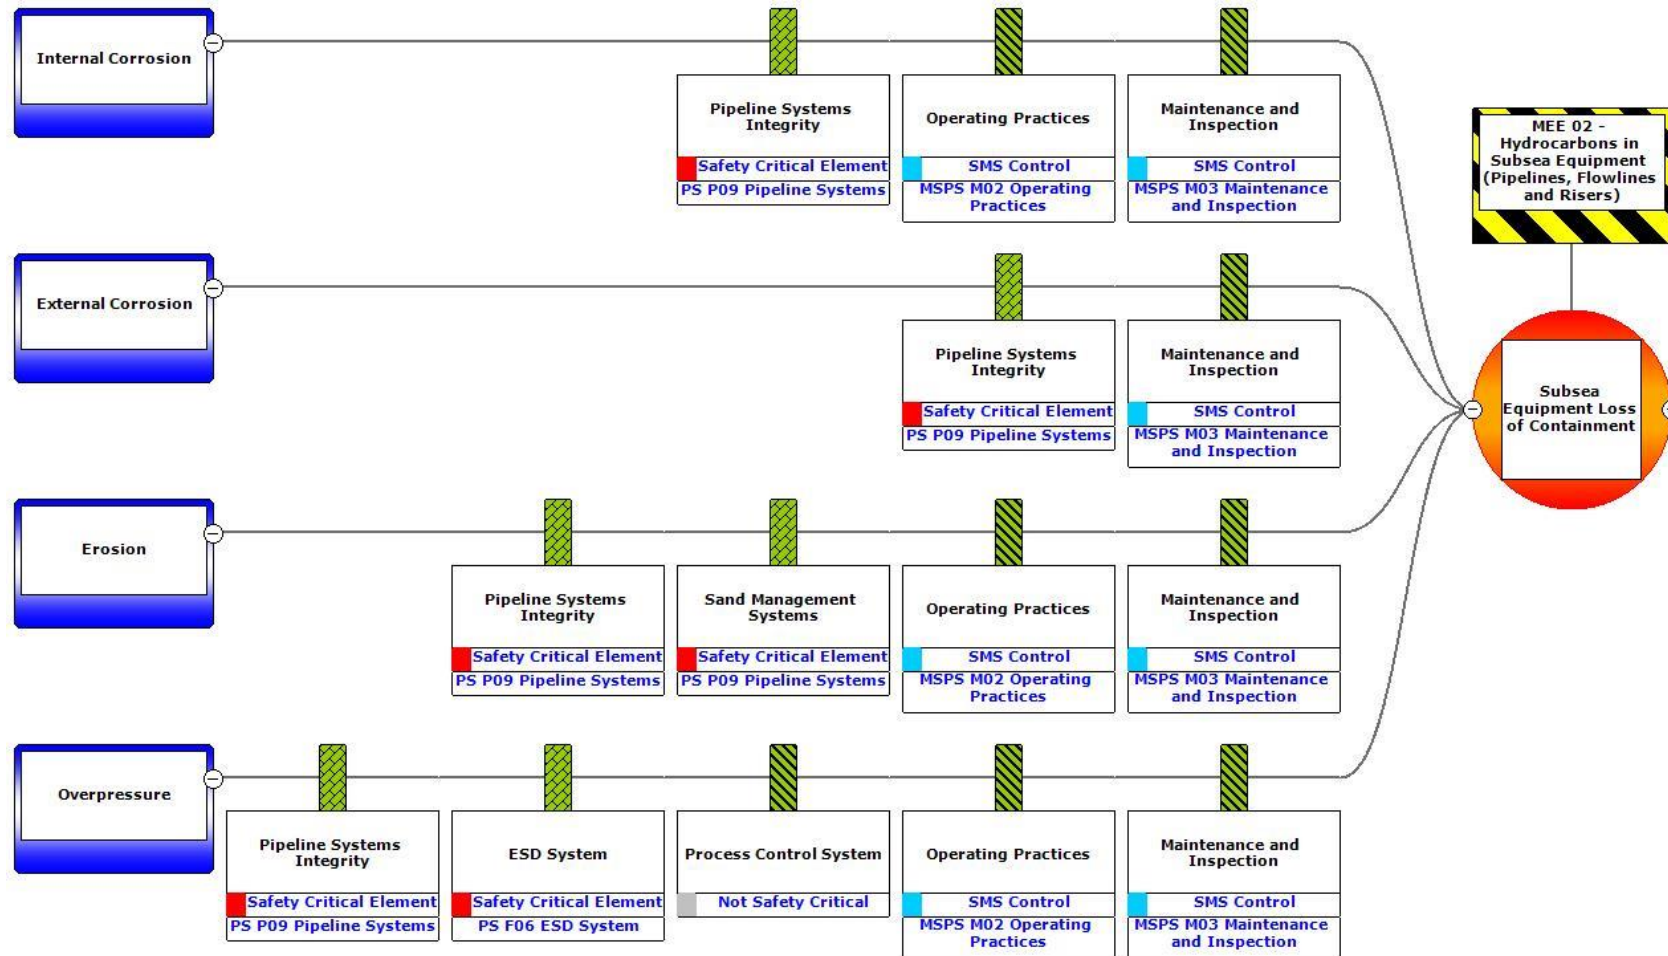 Internal Corrosion
Pipeline Systems
Integrity
Safety Critical Element
PS P09 Pipeline Systems
Operating Practices
SMS Control
MSPS M02 Operating
Practices
Maintenance and
Inspection
SMS Control
MSPS M03 Maintenance
and Inspection
MEE 02 -
Hydrocarbons in
Subsea Equipment
(Pipelines, Flowlines
and Risers)
External Corrosion
Pipeline Systems
Integrity
Safety Critical Element
PS P09 Pipeline Systems
Maintenance and
Inspection
SMS Control
MSPS M03 Maintenance
and Inspection
Subsea
Equipment Loss
of Containment
Erosion
Pipeline Systems
Integrity
Safety Critical Element
PS P09 Pipeline Systems
Sand Management
Systems
Safety Critical Element
PS P09 Pipeline Systems
Operating Practices
SMS Control
MSPS M02 Operating
Practices
Maintenance and
Inspection
SMS Control
MSPS M03 Maintenance
and Inspection
Overpressure
Pipeline Systems
Integrity
Safety Critical Element
PS P09 Pipeline Systems
ESD System
Safety Critical Element
PS F06 ESD System
Process Control System
Not Safety Critical
Operating Practices
SMS Control
MSPS M02 Operating
Practices
Maintenance and
Inspection
SMS Control
MSPS M03 Maintenance
and Inspection